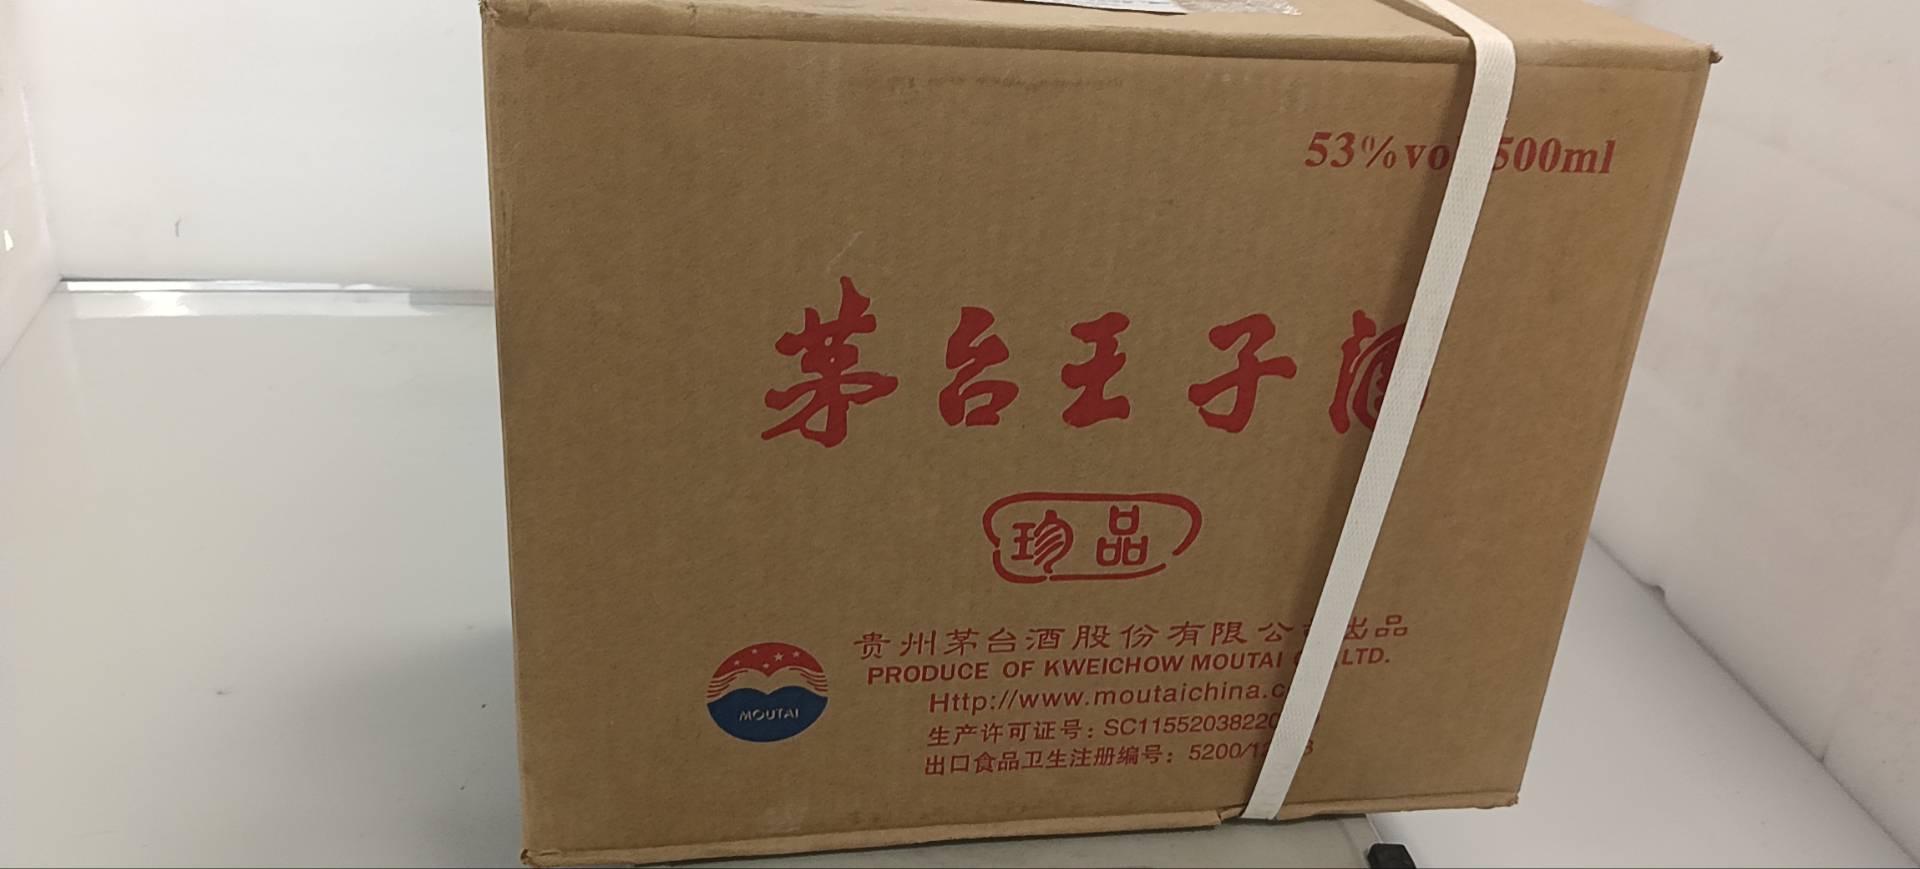 53%vo 500ml
茅台王子酒
珍品
贵州茅台酒股份有限公 出品
PRODUCE OF KWEICHOW MOUTAI LTD.
Http://www.moutaichina.c
MOUTAI
生产许可证号：SC1155203822
出口食品卫生注册编号：5200/1